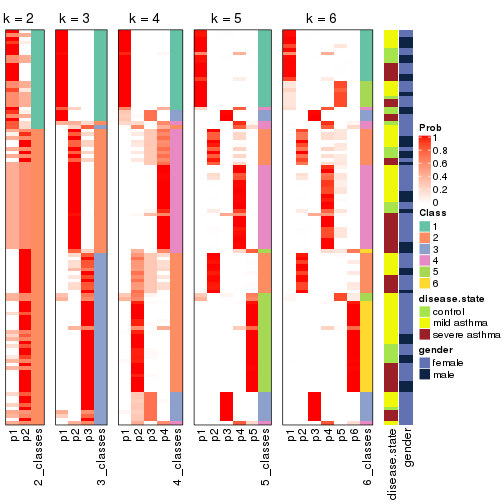 k = 2
k = 3
k = 4
k = 5
k = 6
Prob
1
0.8
0.6
0.4
0.2
0
Class
1
2
3
4
5
6
disease.state
control
mild asthma
severe asthma
gender
female
male
p1
p2
2_classes
p1
p2
p3
3_classes
p1
p2
p3
p4
4_classes
p1
p2
p3
p4
p5
5_classes
p1
p2
p3
p4
p5
p6
6_classes
disease.state
gender